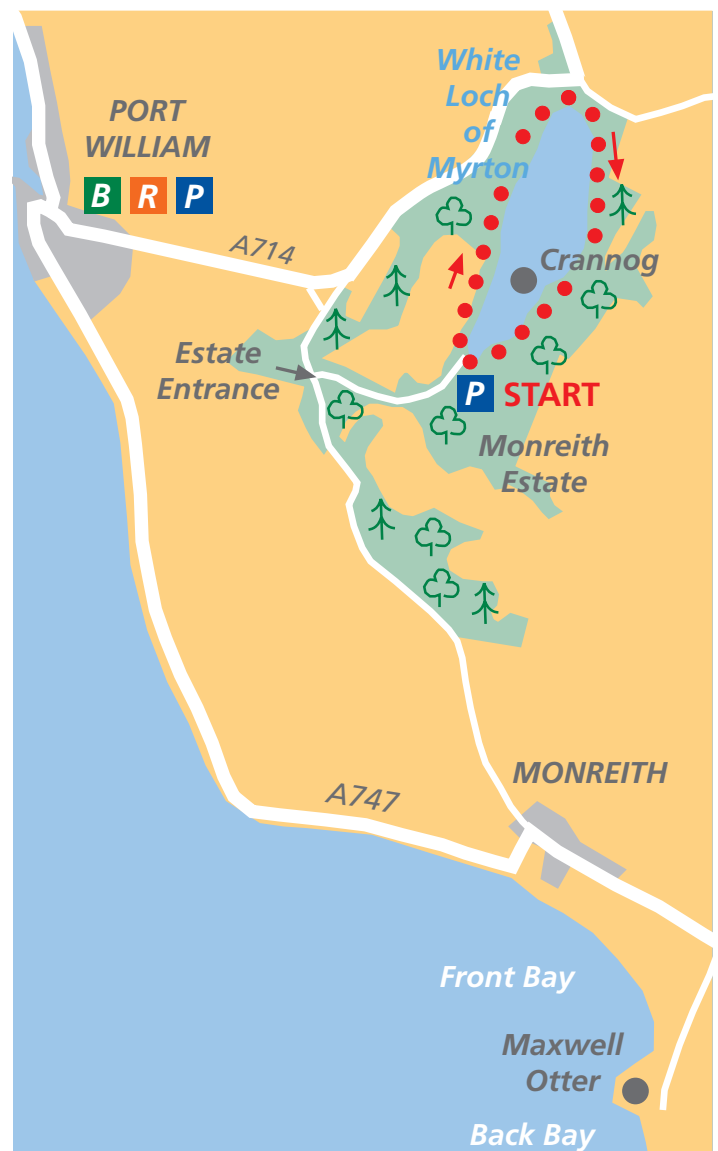 White
Loch
of
Myrton
PORT
WILLIAM
B R P
A714
Crannog
Estate
Entrance
P START
Monreith
Estate
MONREITH
A747
Front Bay
Maxwell
Otter
Back Bay